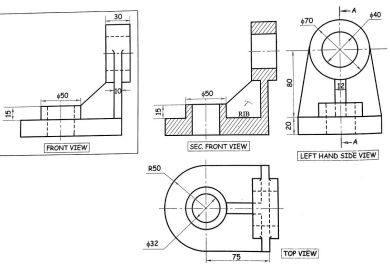 30
φ50
10
15
FRONT VIEW
φ50
15
RIB
SEC. FRONT VIEW
A
φ70
φ40
80
12
20
A
LEFT HAND SIDE VIEW
R50
φ32
75
TOP VIEW